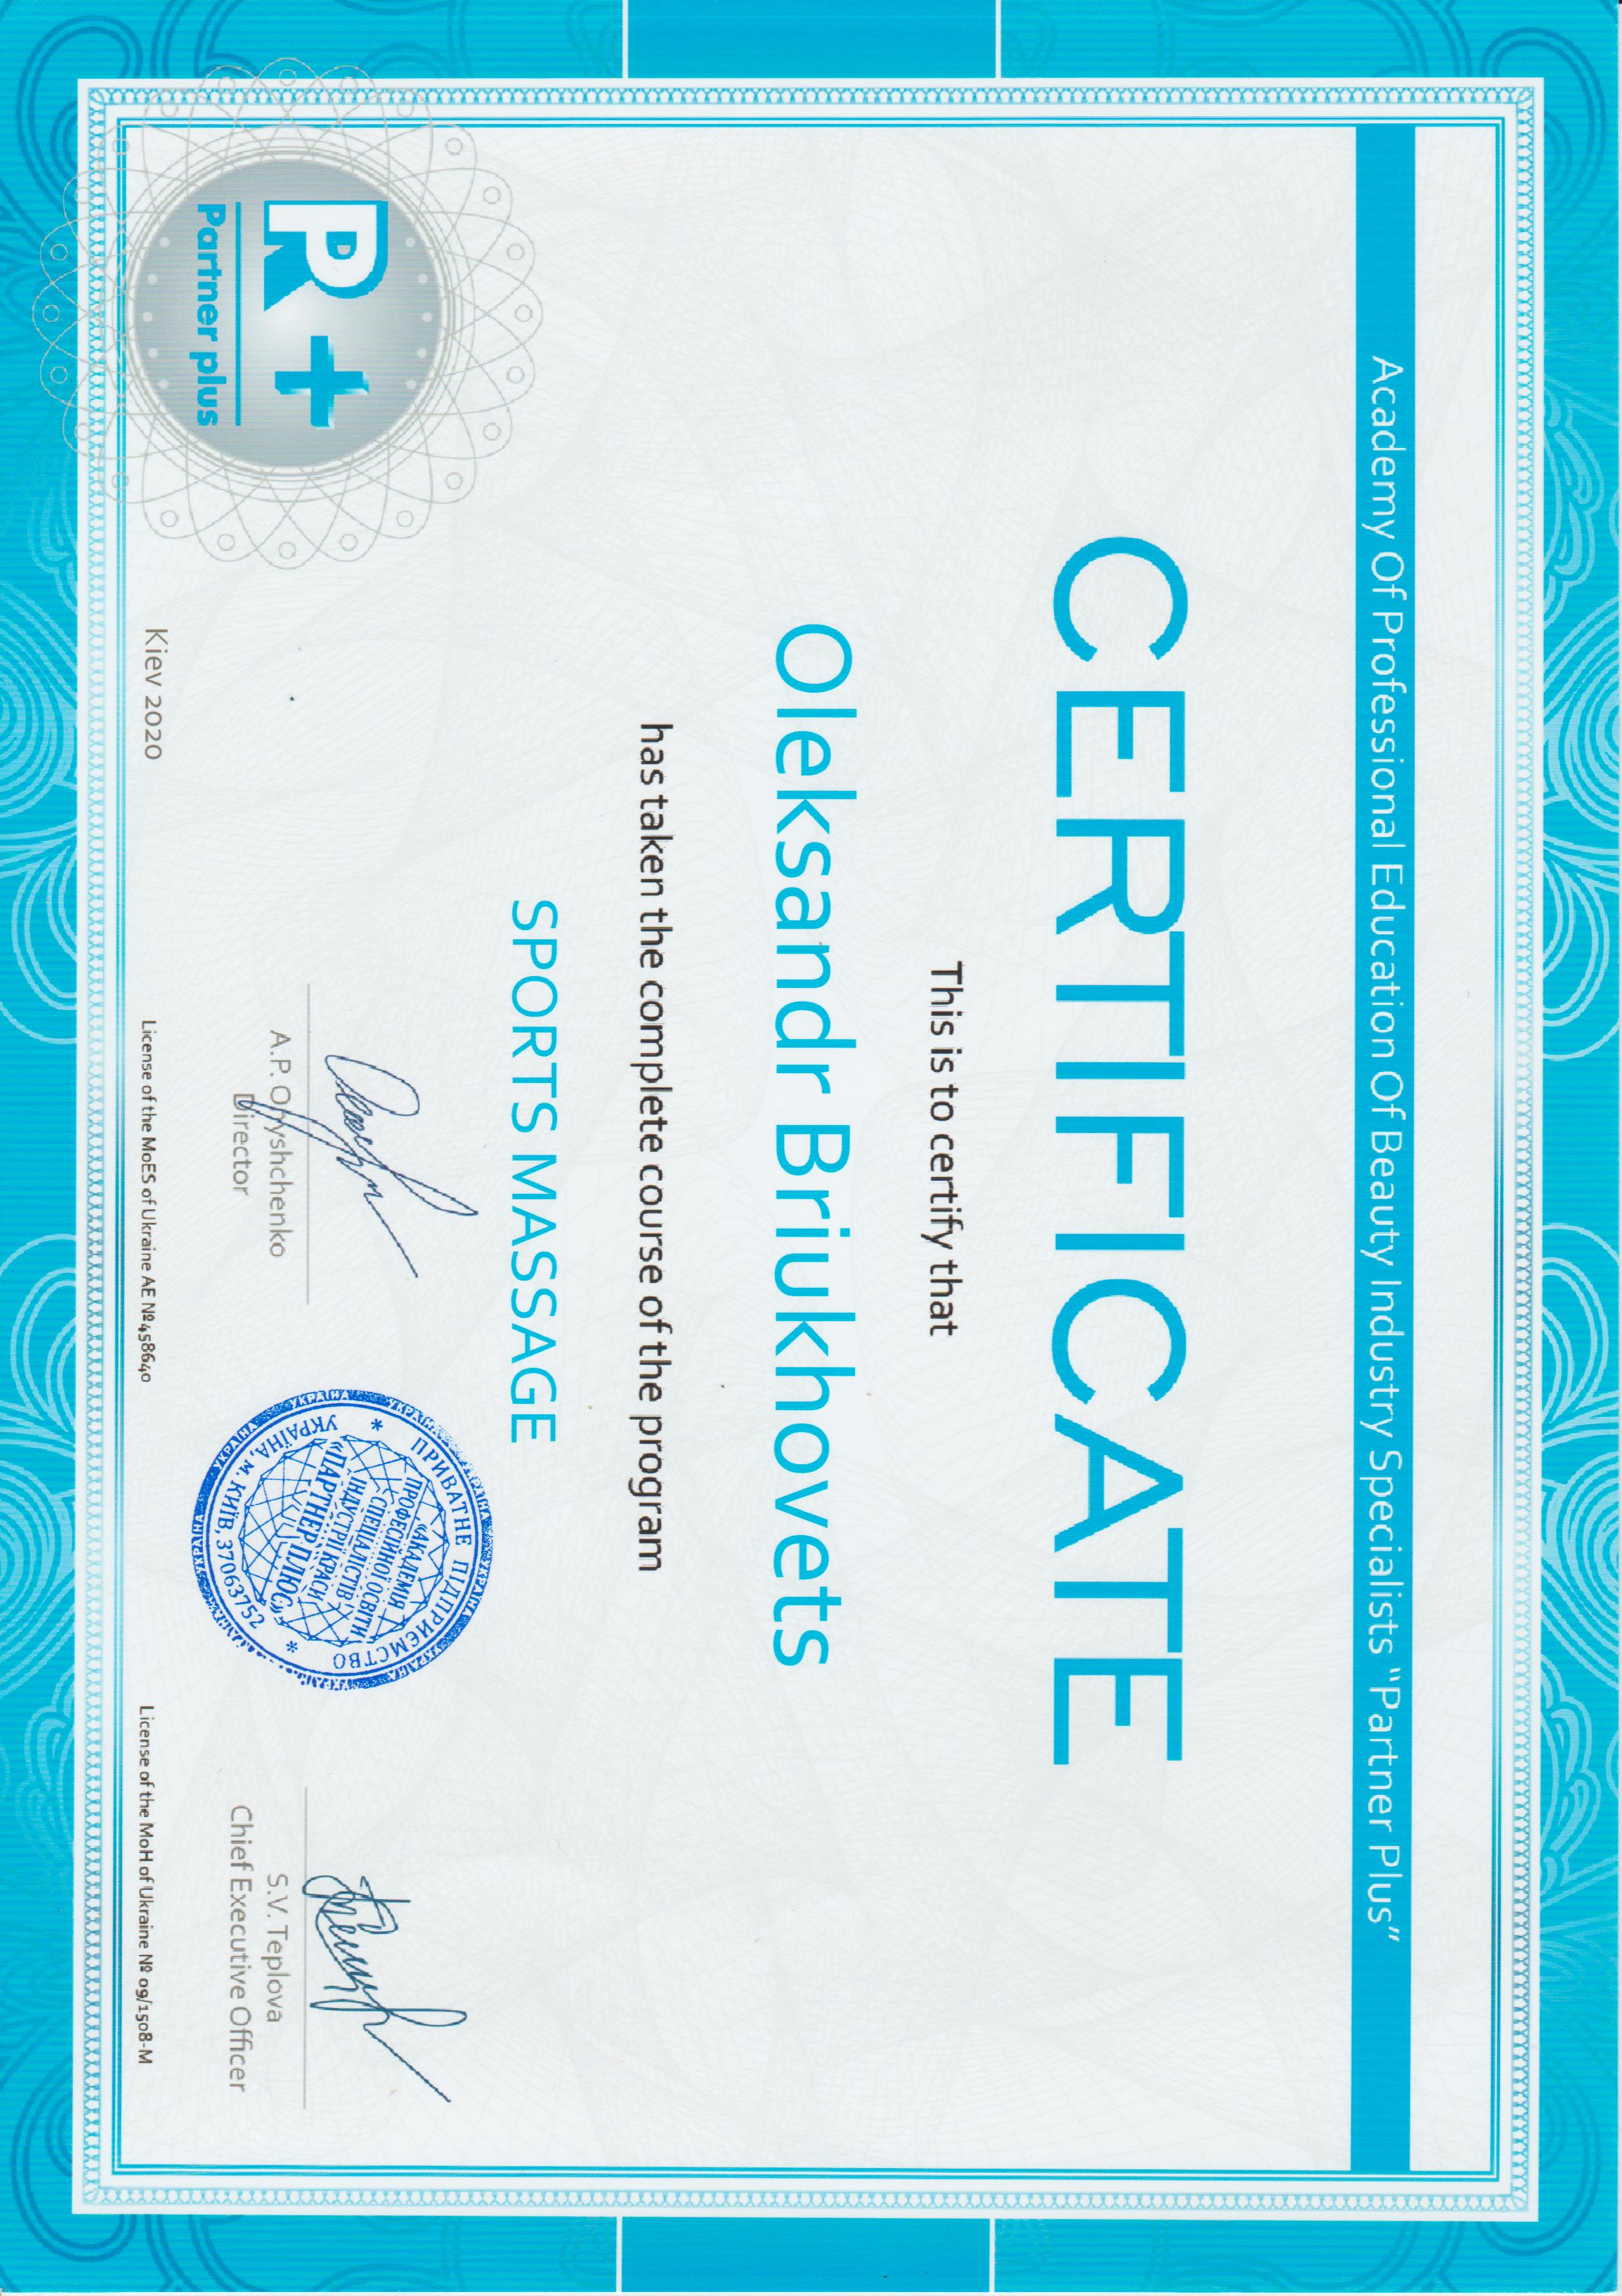 Academy Of Professional Education Of Beauty Industry Specialists “Partner Plus”
CERTIFICATE
This is to certify that
Oleksandr Briukhovets
has taken the complete course of the program
SPORTS MASSAGE
A.P. Onyshchenko
Director
ПРИВАТНЕ ПІДПРИЄМСТВО
«АКАДЕМІЯ
ПРОФЕСІЙНОЇ ОСВІТИ
СПЕЦІАЛІСТІВ
ІНДУСТРІЇ КРАСИ
«ПАРТНЕР ПЛЮС»
УКРАЇНА, м. КИЇВ, 37063752
S.V. Teplova
Chief Executive Officer
PR +
Partner plus
Kiev 2020
License of the MoES of Ukraine AE №458640
License of the MoH of Ukraine № 09/1508-M